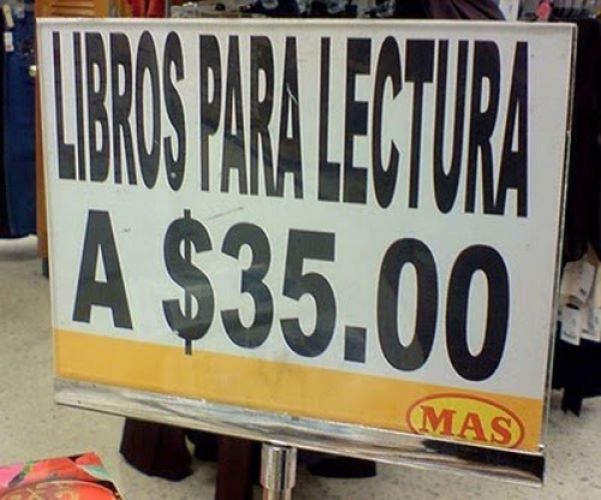 LIBROS PARA LECTURA
A $35.00
MAS